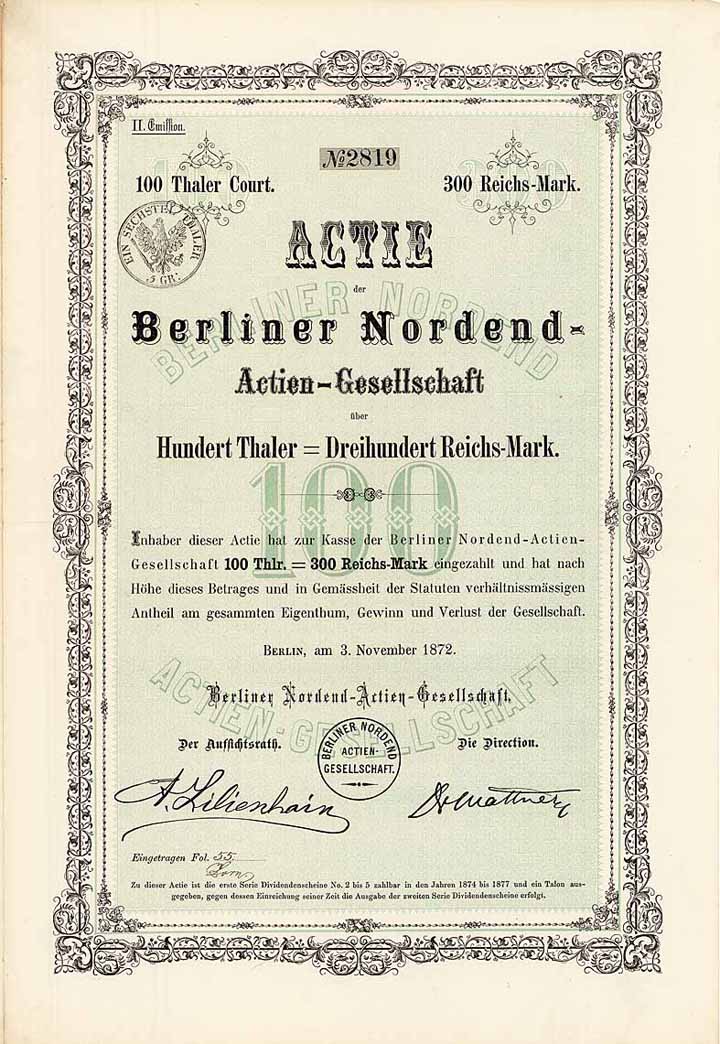 II. Emission.
No 2819
100 Thaler Court. 300 Reichs-Mark.
EIN SECHSTEL THALER
5 GR:
ACTIE
der
BERLINER NORDEND
Berliner Nordend-
Actien-Gesellschaft
über
Hundert Thaler = Dreihundert Reichs-Mark.
100
Inhaber dieser Actie hat zur Kasse der Berliner Nordend-Actien-
Gesellschaft 100 Thlr. = 300 Reichs-Mark eingezahlt und hat nach
Höhe dieses Betrages und in Gemässheit der Statuten verhältnissmässigen
Antheil am gesammten Eigenthum, Gewinn und Verlust der Gesellschaft.
BERLIN, am 3. November 1872.
ACTIEN-GESELLSCHAFT
Berliner Nordend-Actien-Gesellschaft.
Der Aufsichtsrath. Die Direction.
BERLINER NORDEND
ACTIEN-
GESELLSCHAFT.
A. Lilienhain
Eingetragen Fol. 55
Zu dieser Actie ist die erste Serie Dividendenscheine No. 2 bis 5 zahlbar in den Jahren 1874 bis 1877 und ein Talon aus-
gegeben, gegen dessen Einreichung seiner Zeit die Ausgabe der zweiten Serie Dividendenscheine erfolgt.